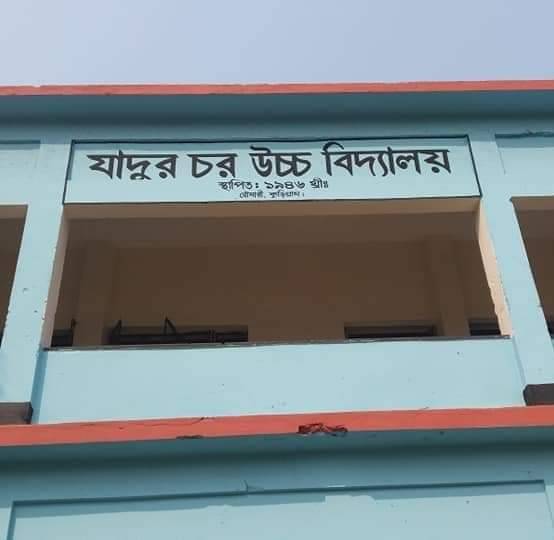 যাদুর চর উচ্চ বিদ্যালয়
স্থাপিত: ১৯৪৬ খ্রীঃ
রৌমারী, কুড়িগ্রাম।